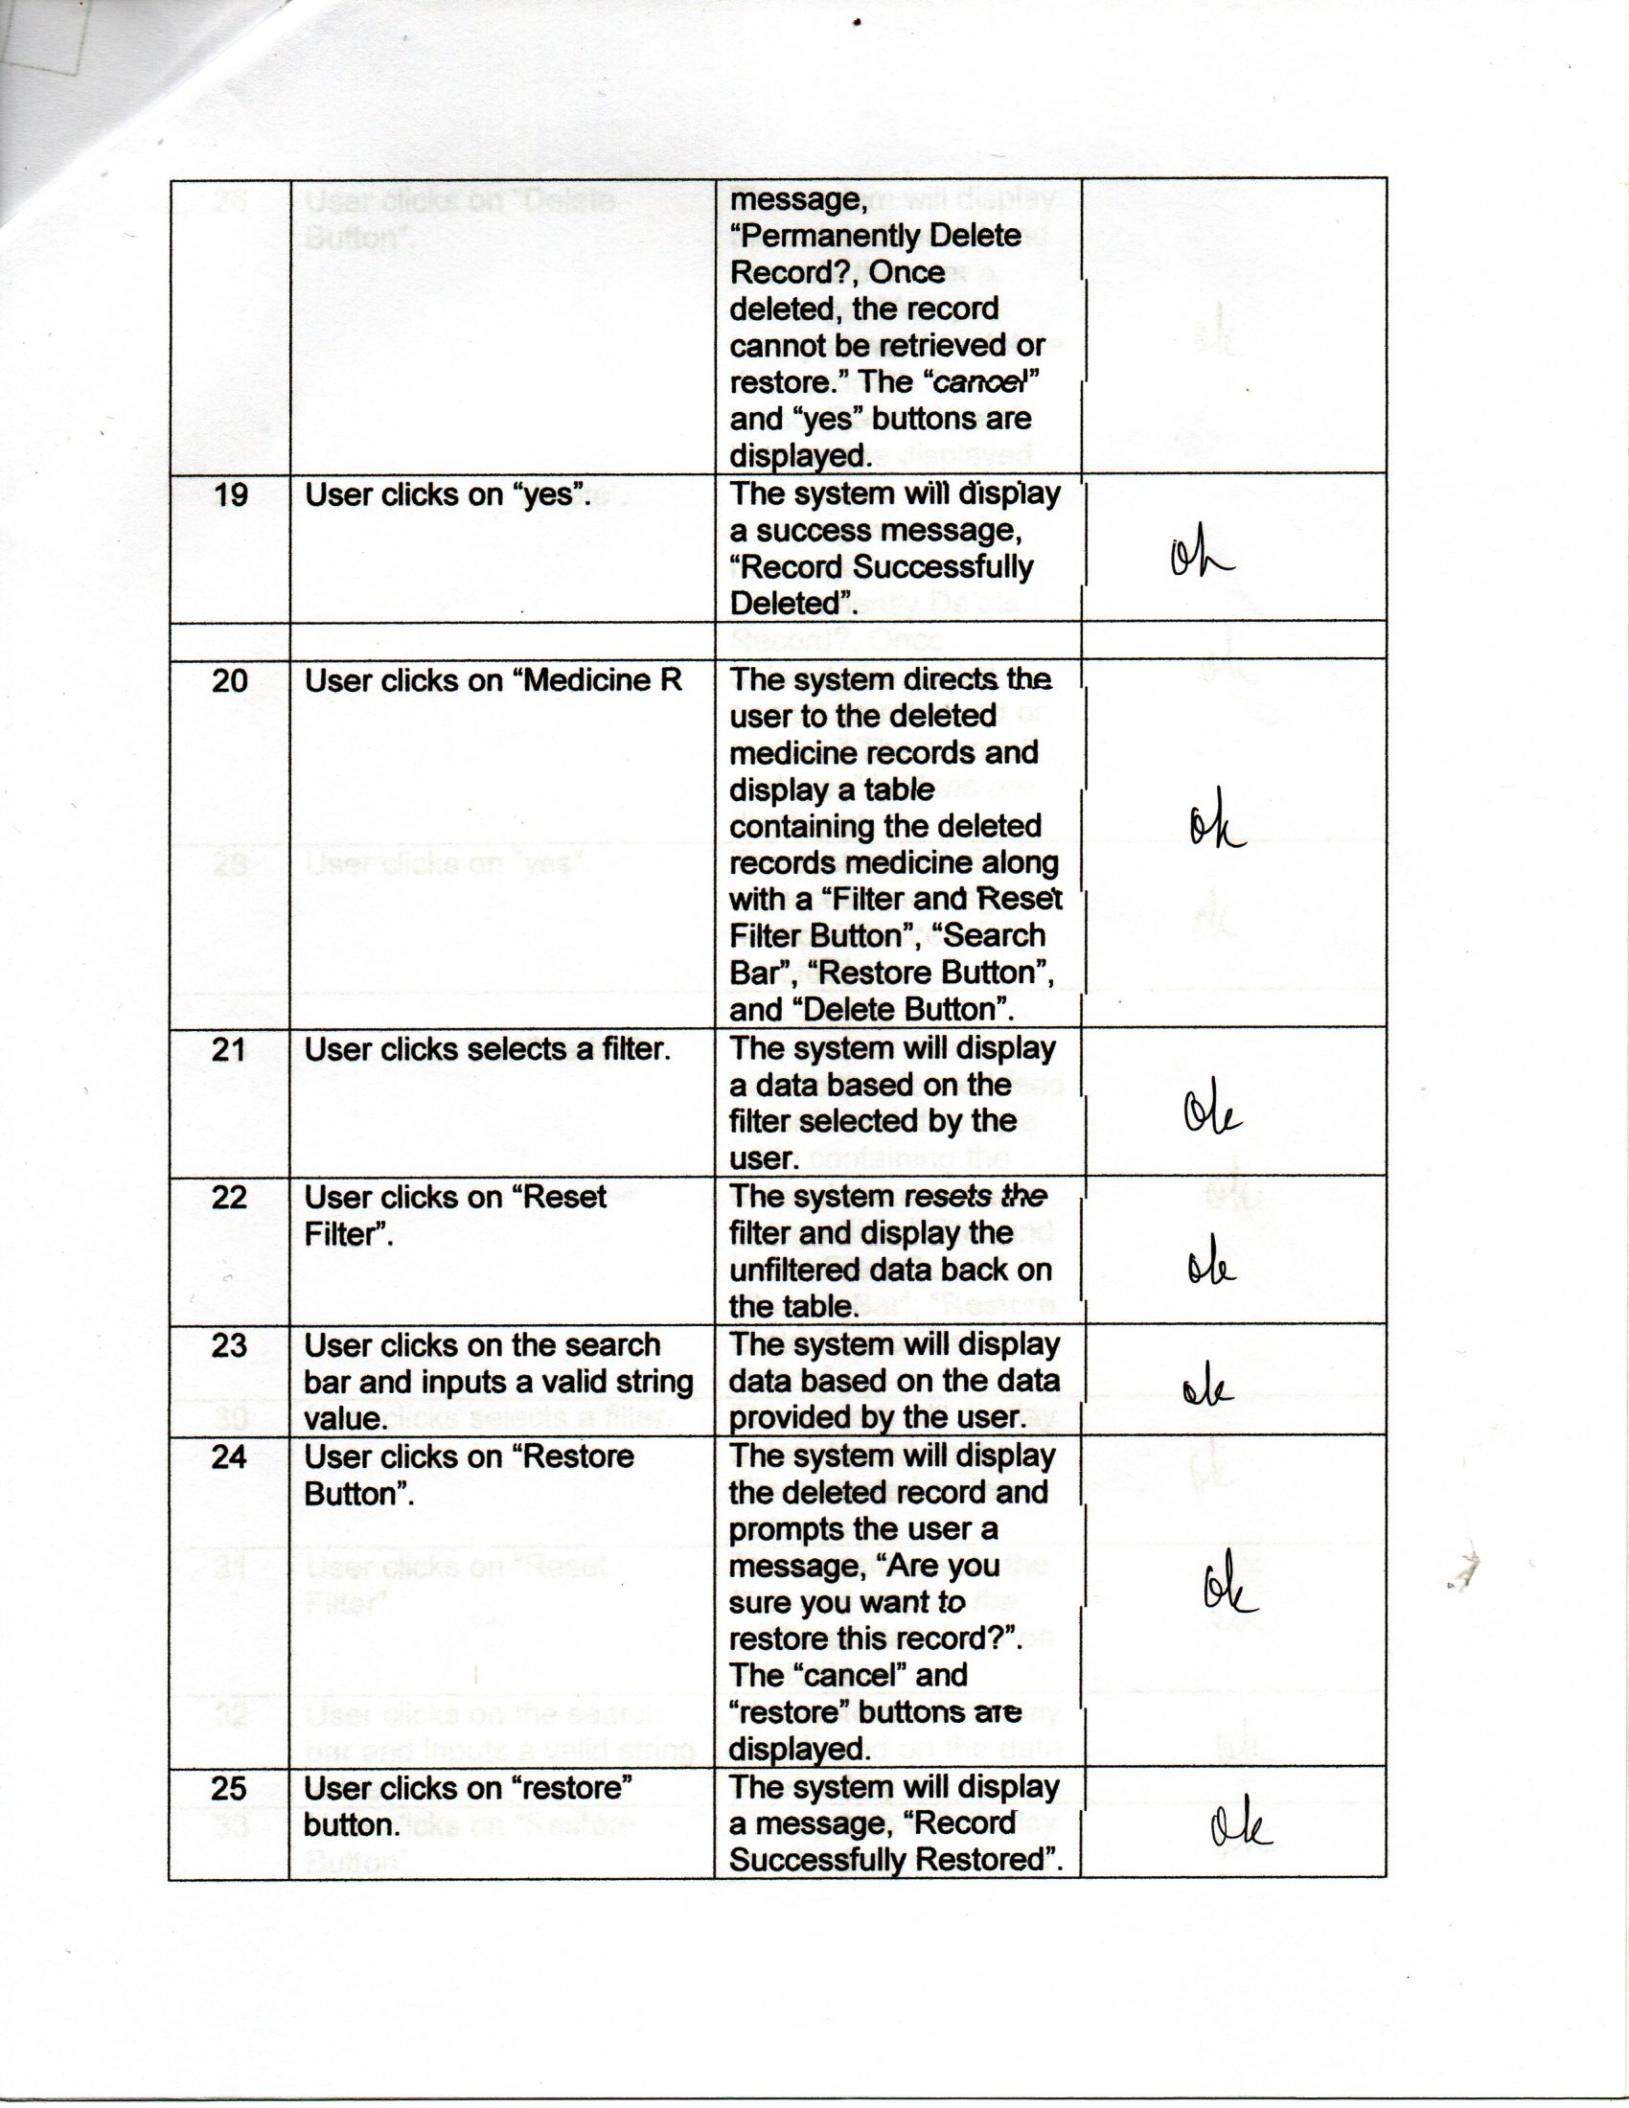 message,
“Permanently Delete
Record?, Once
deleted, the record
cannot be retrieved or
restore.” The “cancel”
and “yes” buttons are
displayed.
19 User clicks on “yes”. The system will display
a success message,
“Record Successfully
Deleted”.
ok
20 User clicks on “Medicine R The system directs the
user to the deleted
medicine records and
display a table
containing the deleted
records medicine along
with a “Filter and Reset
Filter Button”, “Search
Bar”, “Restore Button”,
and “Delete Button”.
ok
21 User clicks selects a filter. The system will display
a data based on the
filter selected by the
user.
ok
22 User clicks on “Reset The system resets the
Filter”. filter and display the
unfiltered data back on
the table.
ok
23 User clicks on the search The system will display
bar and inputs a valid string data based on the data
value. provided by the user.
ok
24 User clicks on “Restore The system will display
Button”. the deleted record and
prompts the user a
message, “Are you
sure you want to
restore this record?”.
The “cancel” and
“restore” buttons are
displayed.
ok
25 User clicks on “restore” The system will display
button. a message, “Record
Successfully Restored”.
ok